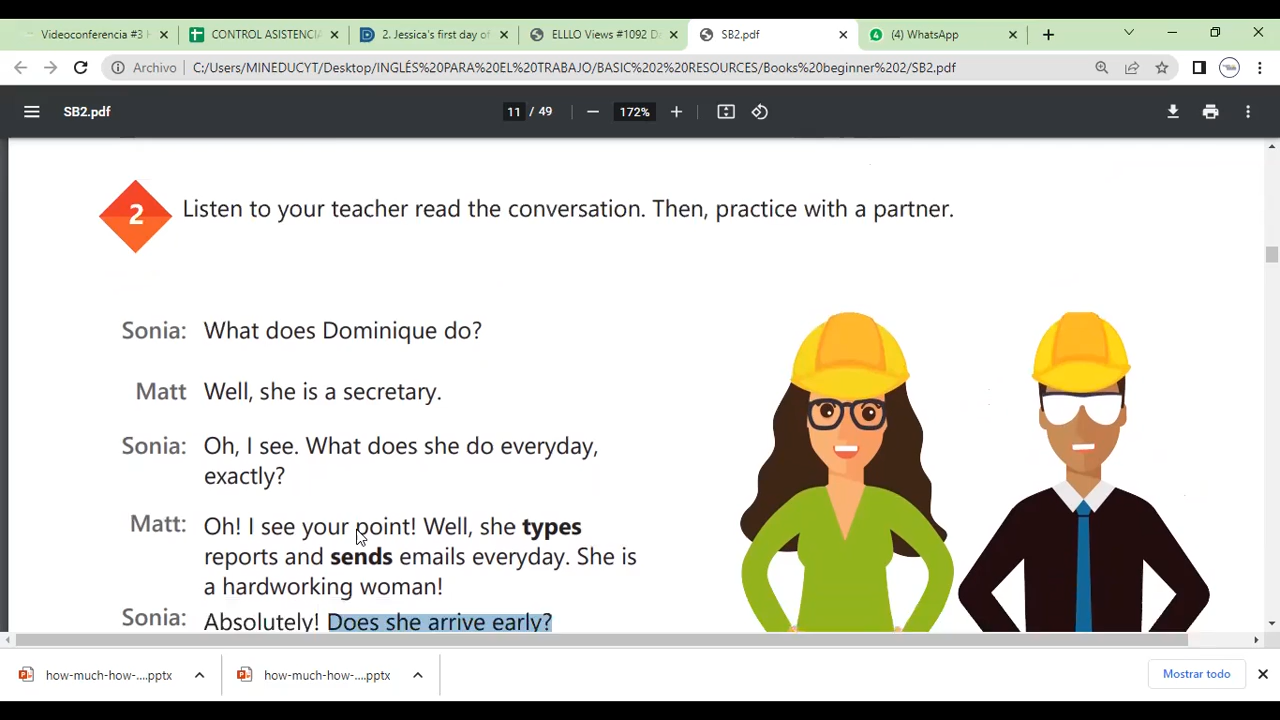 Videoconferencia #3
CONTROL ASISTENCI
2. Jessica's first day of
ELLLO Views #1092 D
SB2.pdf
(4) WhatsApp
Archivo
C:/Users/MINEDUCYT/Desktop/INGLÉS%20PARA%20EL%20TRABAJO/BASIC%202%20RESOURCES/Books%20beginner%202/SB2.pdf
SB2.pdf
11 / 49
172%
2
Listen to your teacher read the conversation. Then, practice with a partner.
Sonia: What does Dominique do?
Matt Well, she is a secretary.
Sonia: Oh, I see. What does she do everyday,
exactly?
Matt: Oh! I see your point! Well, she types
reports and sends emails everyday. She is
a hardworking woman!
Sonia: Absolutely! Does she arrive early?
how-much-how-....pptx
how-much-how-....pptx
Mostrar todo